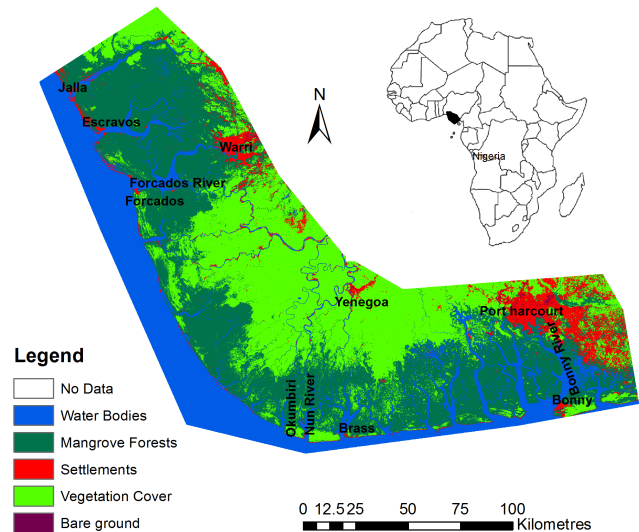 Jalla
Escravos
Warri
Forcados River
Forcados
Yenegoa
Port harcourt
Bonny River
Bonny
Okumbiri
Nun River
Brass
N
Nigeria
Legend
No Data
Water Bodies
Mangrove Forests
Settlements
Vegetation Cover
Bare ground
0 12.5 25 50 75 100
Kilometres